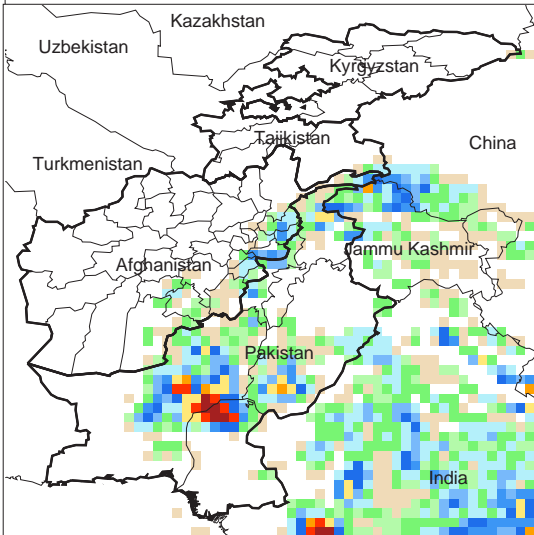 Kazakhstan
Uzbekistan
Kyrgyzstan
Tajikistan
China
Turkmenistan
Jammu Kashmir
Afghanistan
Pakistan
India